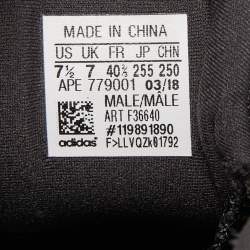 MADE IN CHINA
US UK FR JP CHN
7½ 7 40⅔ 255 250
APE 779001 03/18
MALE/MÂLE
ART F36640
#119891890
adidas F>LLVQZk01792